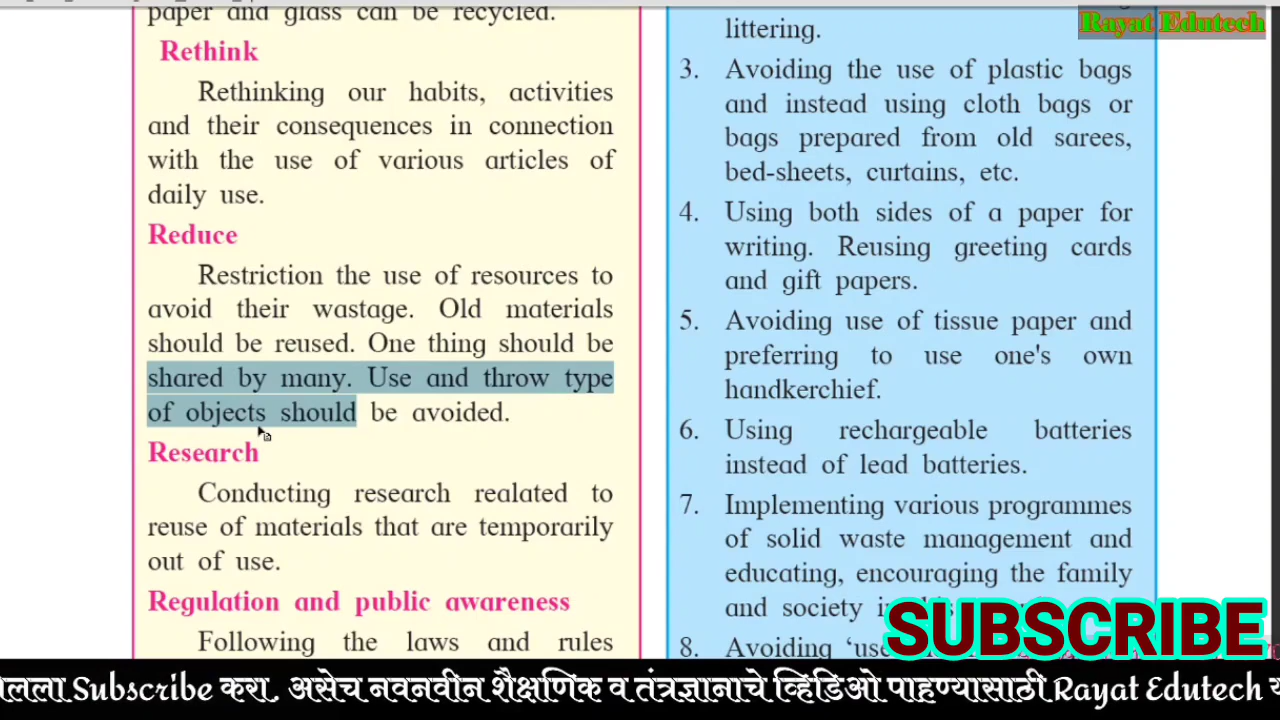 paper and glass can be recycled.
Rethink
Rethinking our habits, activities
and their consequences in connection
with the use of various articles of
daily use.
Reduce
Restriction the use of resources to
avoid their wastage. Old materials
should be reused. One thing should be
shared by many. Use and throw type
of objects should be avoided.
Research
Conducting research realated to
reuse of materials that are temporarily
out of use.
Regulation and public awareness
Following the laws and rules
littering.
3. Avoiding the use of plastic bags
and instead using cloth bags or
bags prepared from old sarees,
bed-sheets, curtains, etc.
4. Using both sides of a paper for
writing. Reusing greeting cards
and gift papers.
5. Avoiding use of tissue paper and
preferring to use one's own
handkerchief.
6. Using rechargeable batteries
instead of lead batteries.
7. Implementing various programmes
of solid waste management and
educating, encouraging the family
and society
8. Avoiding ‘use
Rayat Edutech
SUBSCRIBE
Subscribe करा. असेच नवनवीन शैक्षणिक व तंत्रज्ञानाचे व्हिडिओ पाहण्यासाठी Rayat Edutech